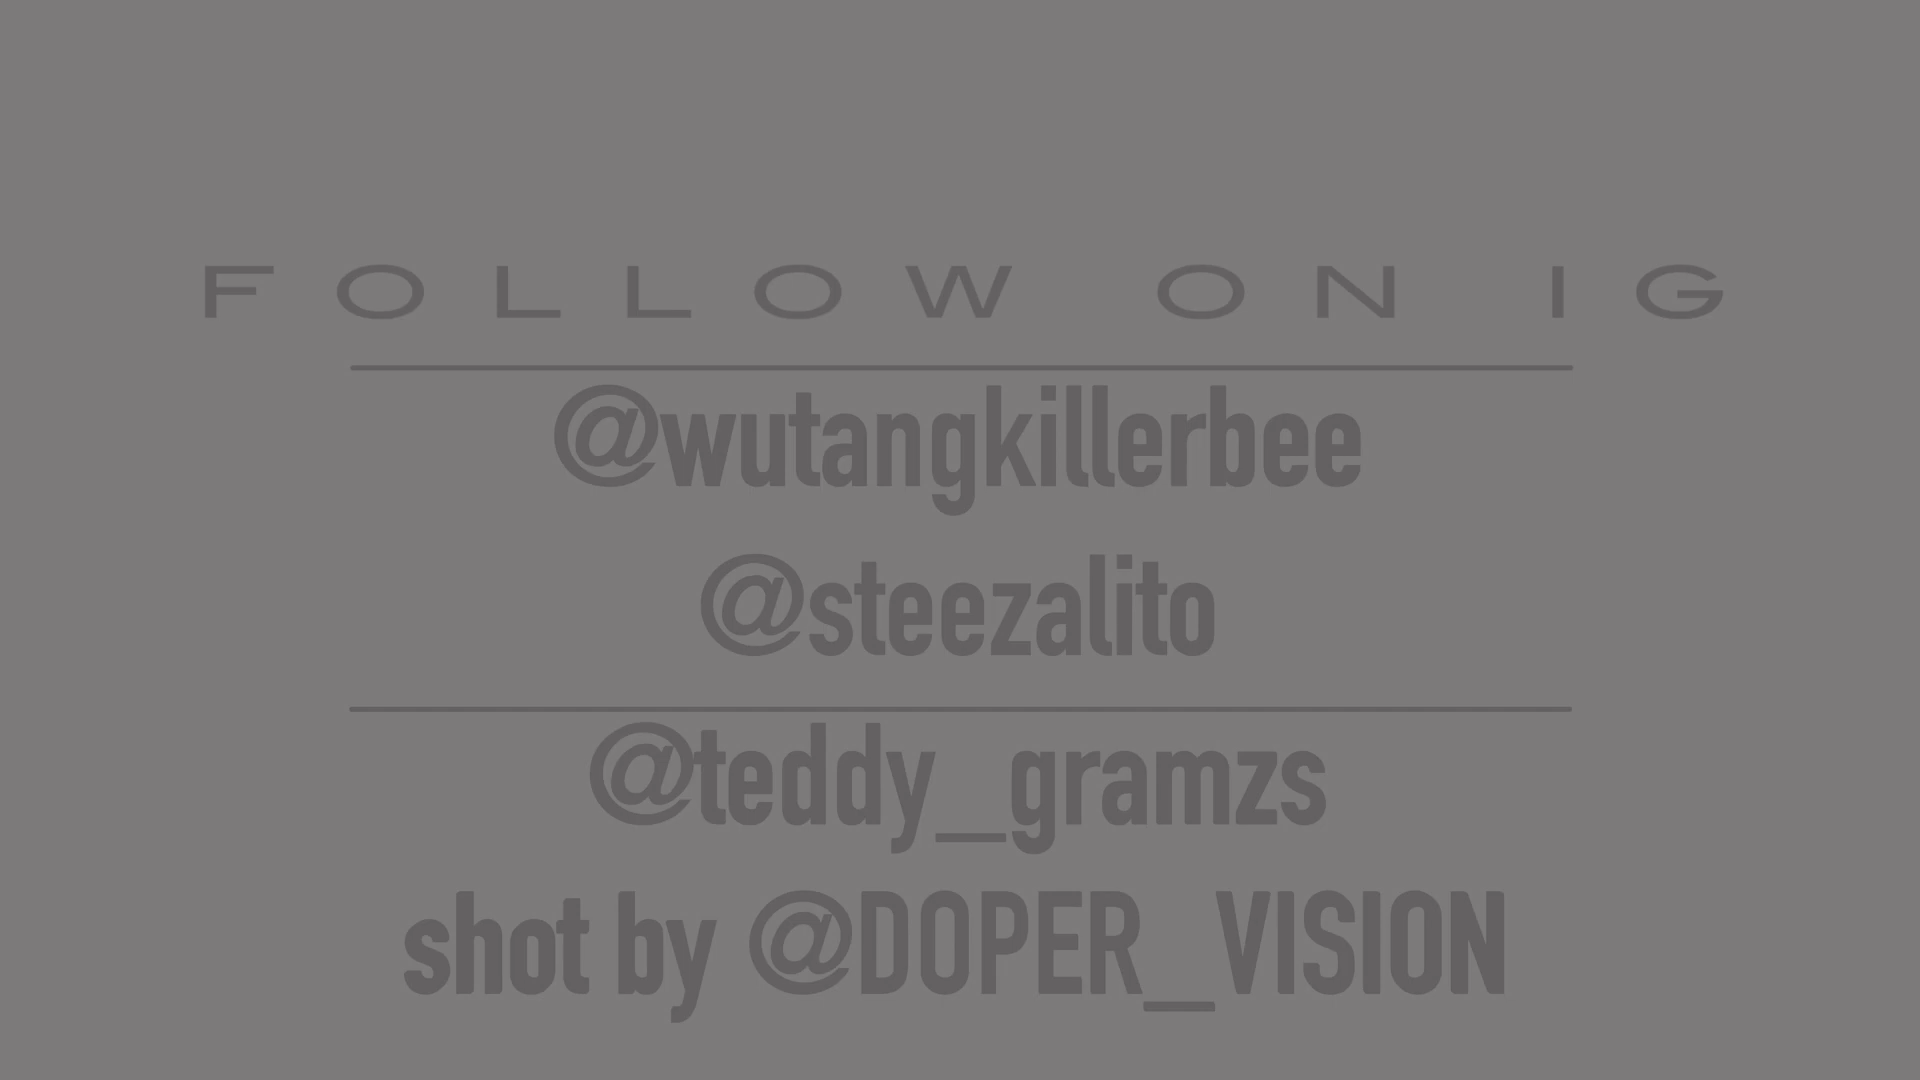 FOLLOW ON IG
@wutangkillerbee
@steezalito
@teddy_gramzs
shot by @DOPER_VISION